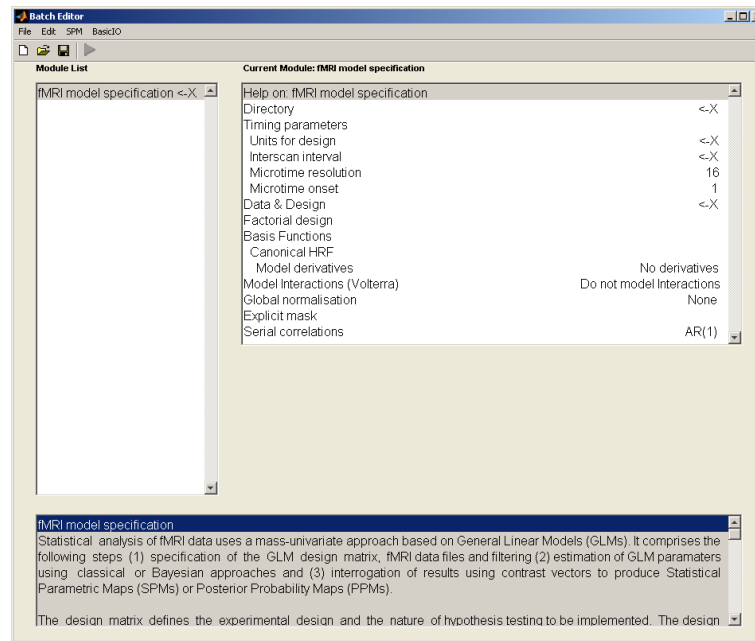 Batch Editor
File Edit SPM BasicIO
Module List
Current Module: fMRI model specification
fMRI model specification <-X
Help on: fMRI model specification
Directory <-X
Timing parameters
Units for design <-X
Interscan interval <-X
Microtime resolution 16
Microtime onset 1
Data & Design <-X
Factorial design
Basis Functions
Canonical HRF
Model derivatives No derivatives
Model Interactions (Volterra) Do not model Interactions
Global normalisation None
Explicit mask
Serial correlations AR(1)
fMRI model specification
Statistical analysis of fMRI data uses a mass-univariate approach based on General Linear Models (GLMs). It comprises the
following steps (1) specification of the GLM design matrix, fMRI data files and filtering (2) estimation of GLM paramaters
using classical or Bayesian approaches and (3) interrogation of results using contrast vectors to produce Statistical
Parametric Maps (SPMs) or Posterior Probability Maps (PPMs).
The design matrix defines the experimental design and the nature of hypothesis testing to be implemented. The design